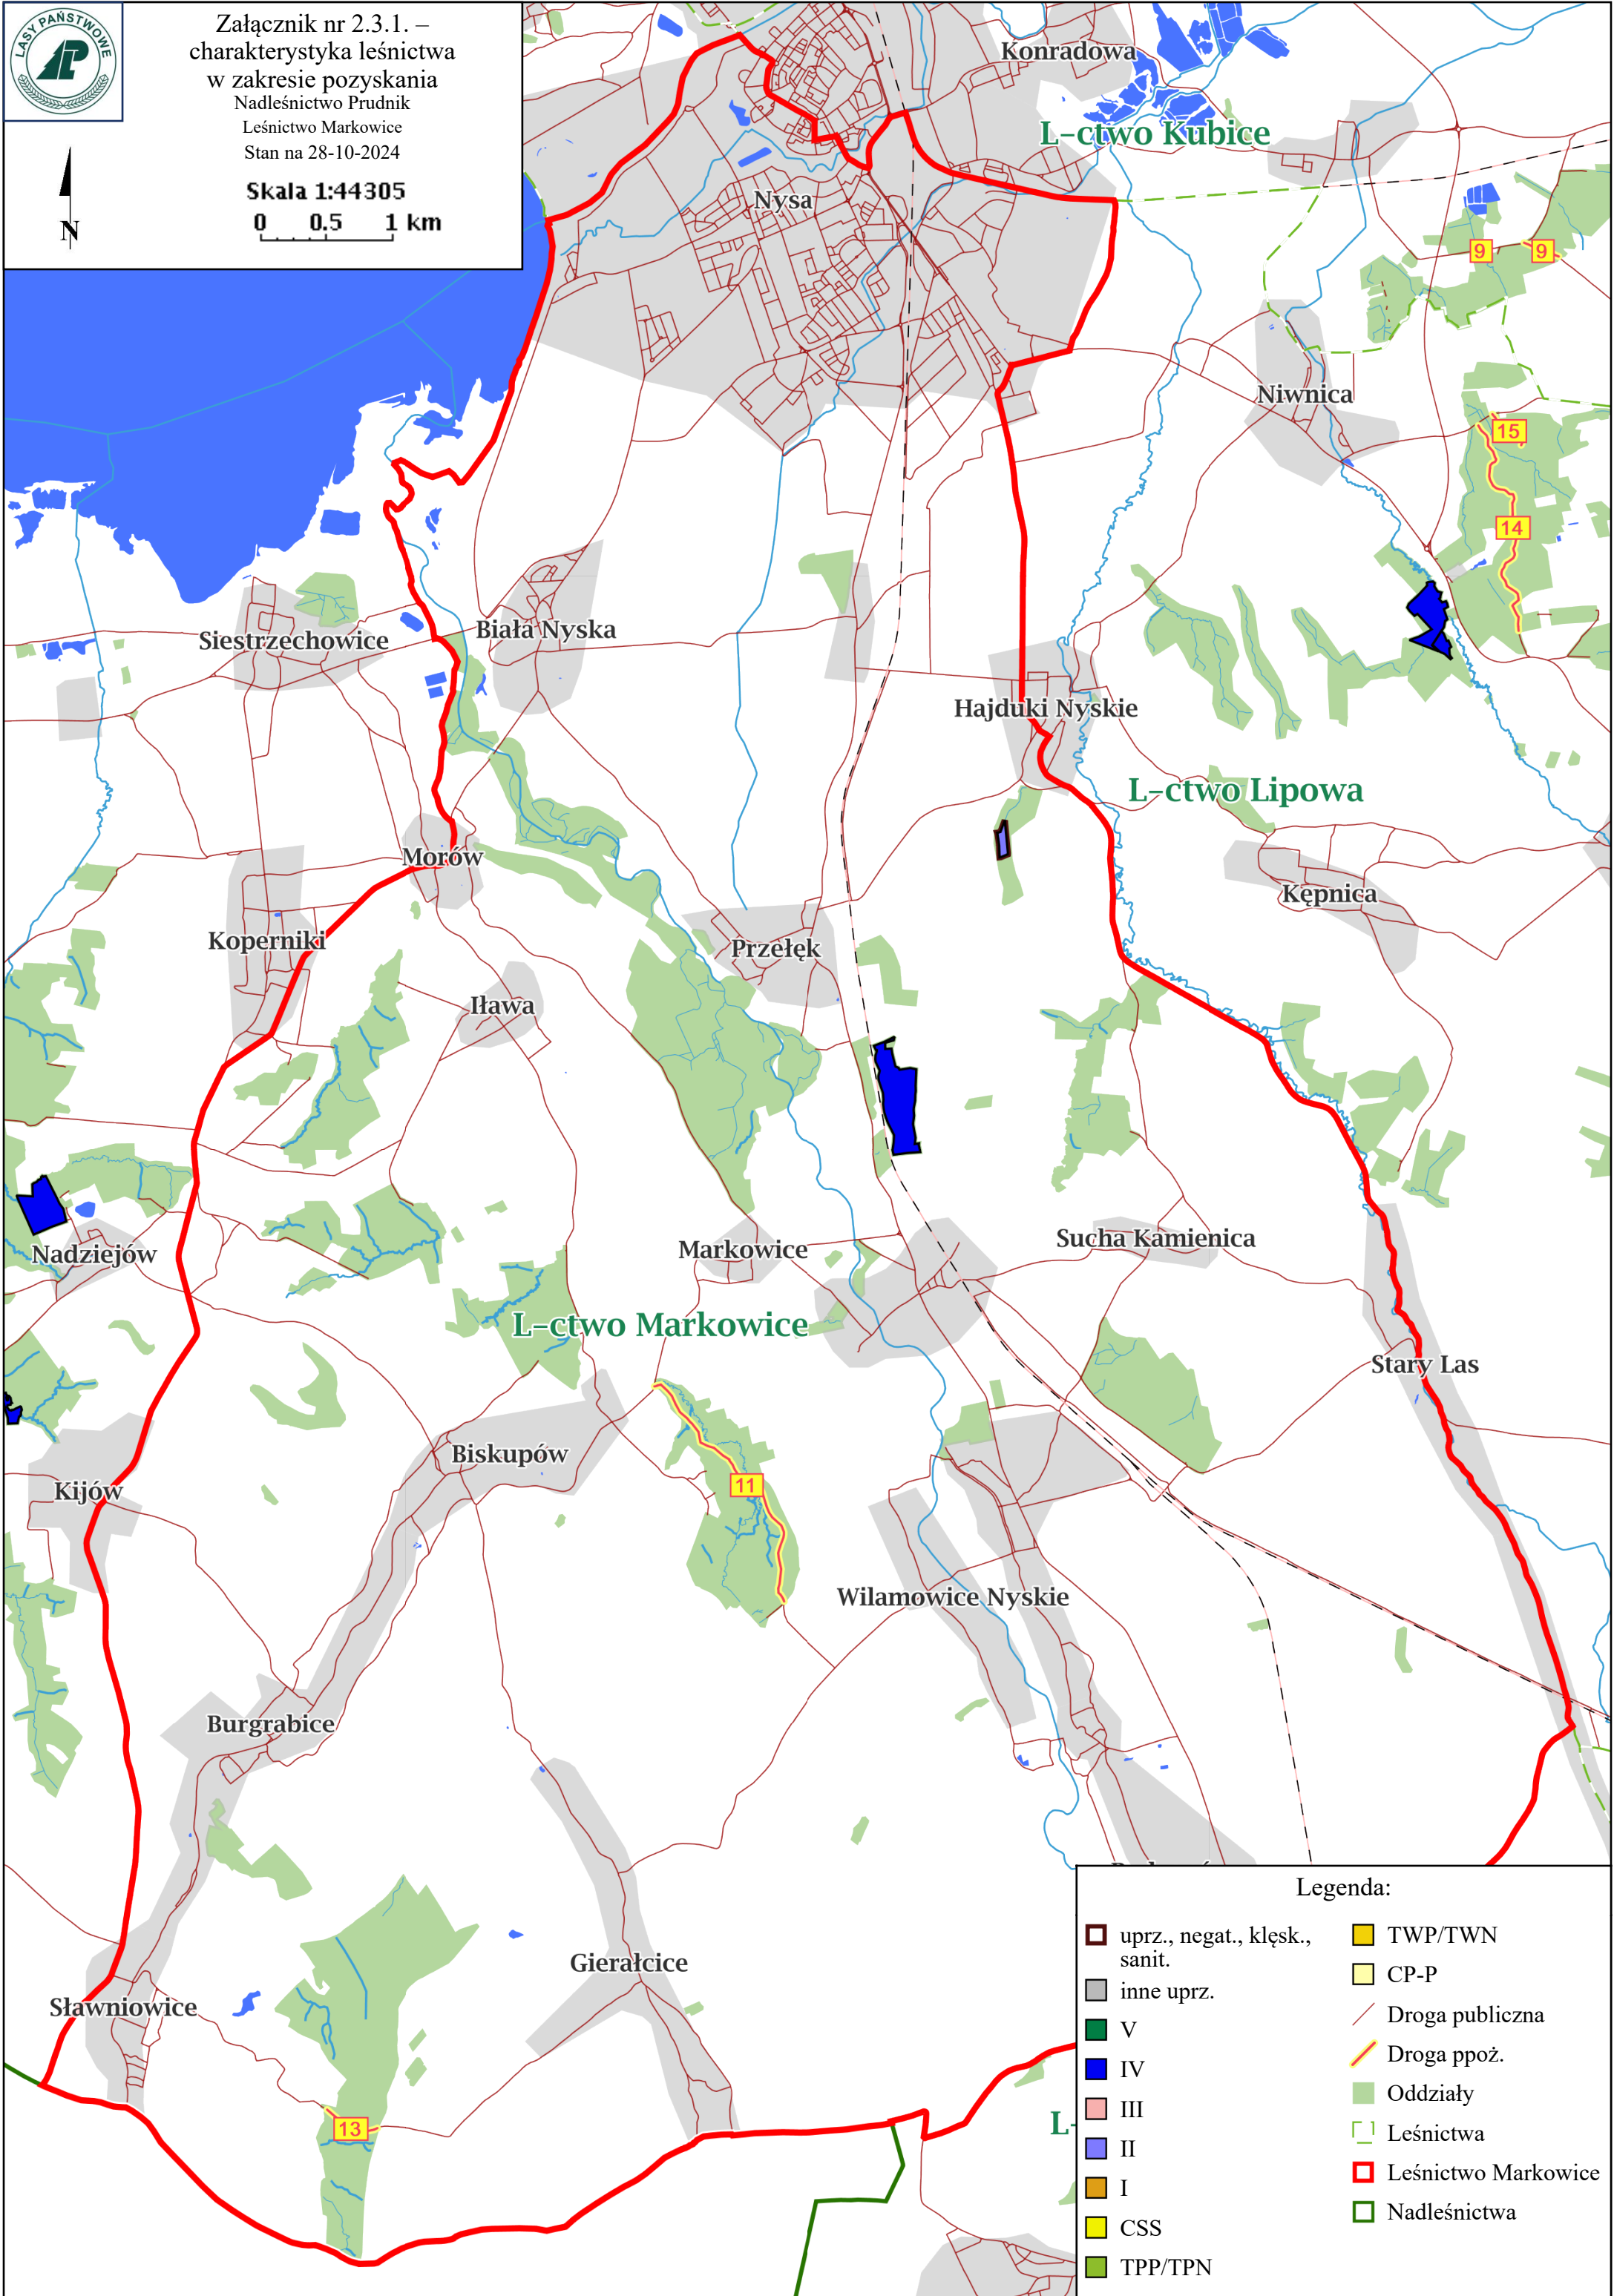 LASY PAŃSTWOWE
Załącznik nr 2.3.1. –
charakterystyka leśnictwa
w zakresie pozyskania
Nadleśnictwo Prudnik
Leśnictwo Markowice
Stan na 28-10-2024
Skala 1:44305
0 0.5 1 km
N
Konradowa
L-ctwo Kubice
Nysa
9
9
Niwnica
15
14
Siestrzechowice
Biała Nyska
Hajduki Nyskie
L-ctwo Lipowa
Morów
Kępnica
Koperniki
Przełęk
Iława
Nadziejów
Markowice
Sucha Kamienica
L-ctwo Markowice
Stary Las
Biskupów
11
Kijów
Wilamowice Nyskie
Burgrabice
Gierałcice
Sławniowice
13
L-
Legenda:
uprz., negat., klęsk.,
sanit.
inne uprz.
V
IV
III
II
I
CSS
TPP/TPN
TWP/TWN
CP-P
Droga publiczna
Droga ppoż.
Oddziały
Leśnictwa
Leśnictwo Markowice
Nadleśnictwa